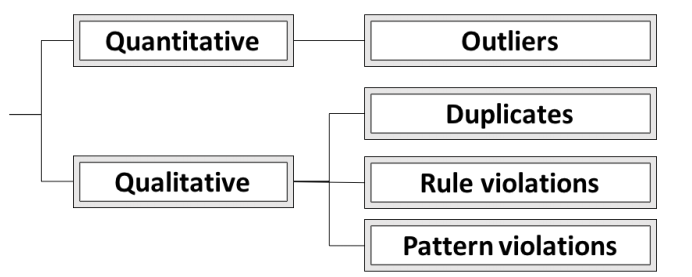 Quantitative
Outliers
Duplicates
Qualitative
Rule violations
Pattern violations